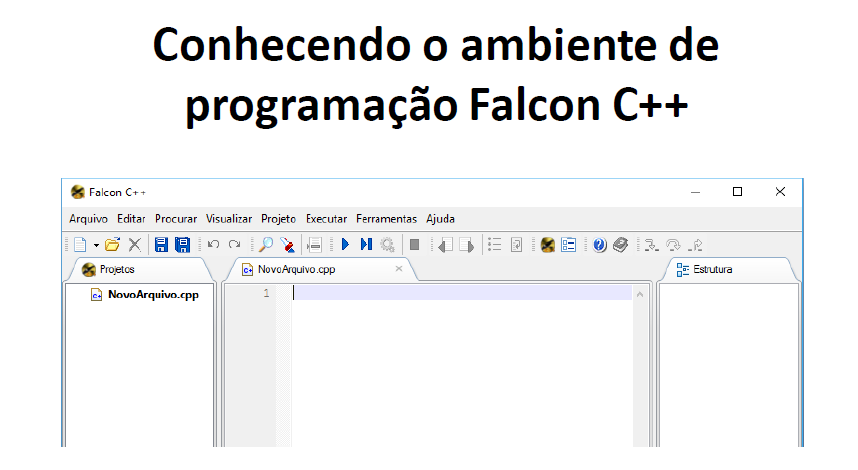 Conhecendo o ambiente de
programação Falcon C++
Falcon C++
Arquivo Editar Procurar Visualizar Projeto Executar Ferramentas Ajuda
Projetos
NovoArquivo.cpp
Estrutura
NovoArquivo.cpp
1